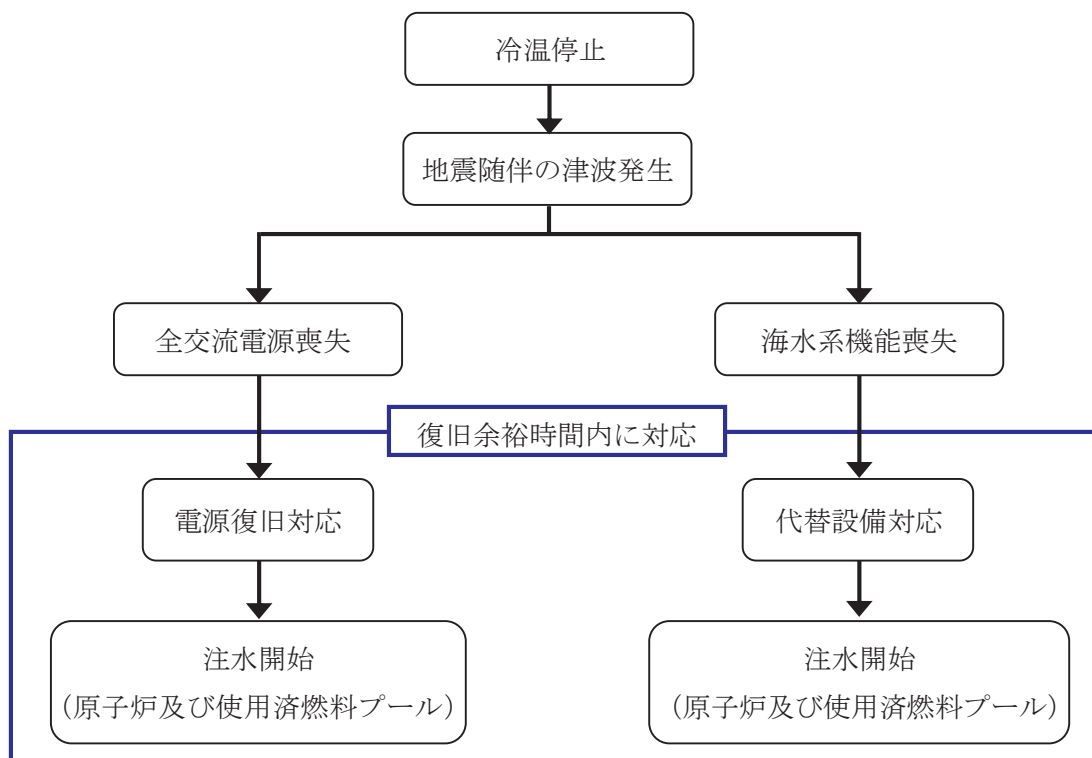 冷温停止
地震随伴の津波発生
全交流電源喪失
海水系機能喪失
復旧余裕時間内に対応
電源復旧対応
代替設備対応
注水開始
(原子炉及び使用済燃料プール)
注水開始
(原子炉及び使用済燃料プール)